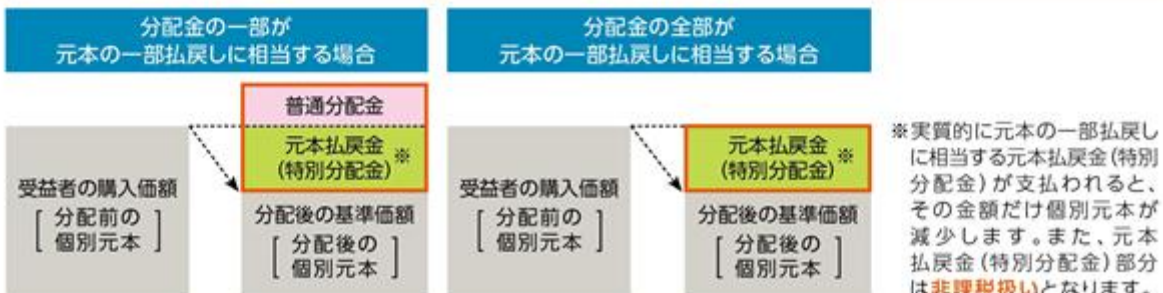 分配金の一部が
元本の一部払戻しに相当する場合
普通分配金
元本払戻金
(特別分配金)
※
受益者の購入価額
[ 分配前の
個別元本 ]
分配後の基準価額
[ 分配後の
個別元本 ]
分配金の全部が
元本の一部払戻しに相当する場合
元本払戻金
(特別分配金)
※
受益者の購入価額
[ 分配前の
個別元本 ]
分配後の基準価額
[ 分配後の
個別元本 ]
※実質的に元本の一部払戻し
に相当する元本払戻金(特別
分配金)が支払われると、
その金額だけ個別元本が
減少します。また、元本
払戻金(特別分配金)部分
は非課税扱いとなります。